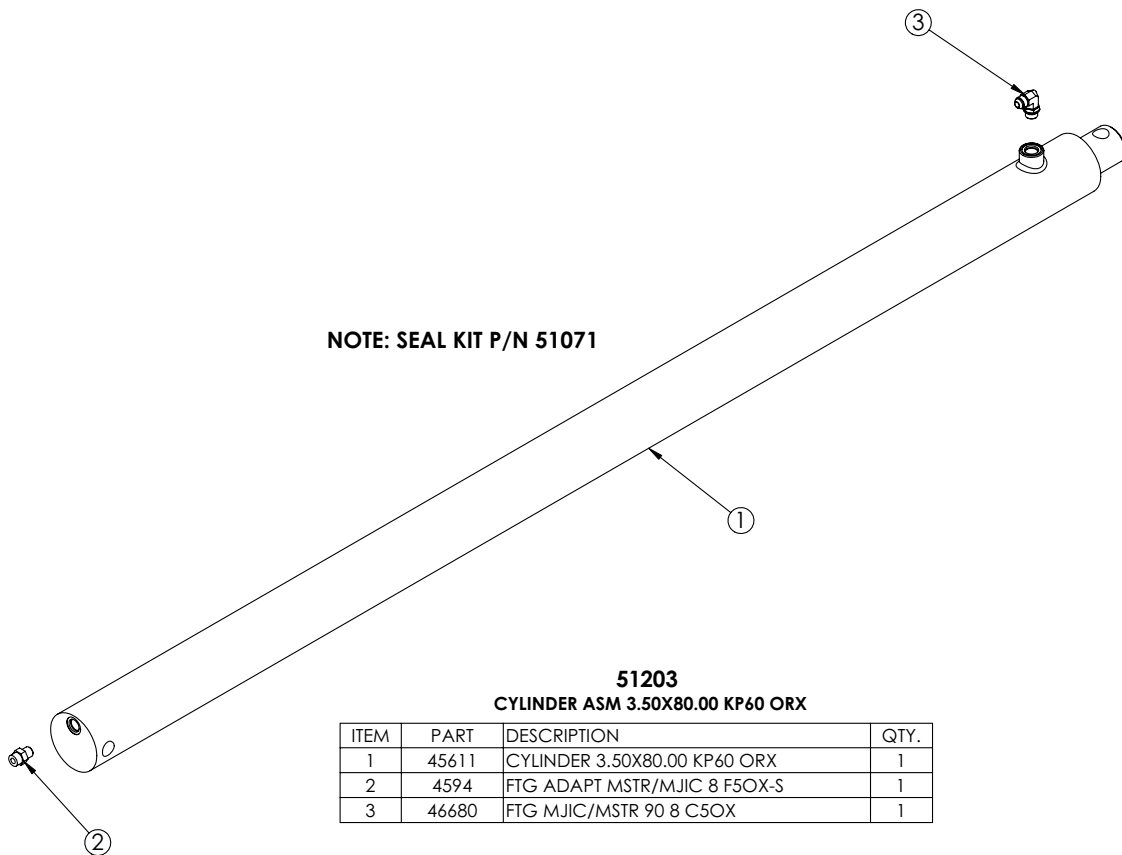 3
NOTE: SEAL KIT P/N 51071
1
51203
CYLINDER ASM 3.50X80.00 KP60 ORX
ITEM PART DESCRIPTION QTY.
1 45611 CYLINDER 3.50X80.00 KP60 ORX 1
2 4594 FTG ADAPT MSTR/MJIC 8 F5OX-S 1
3 46680 FTG MJIC/MSTR 90 8 C5OX 1
2